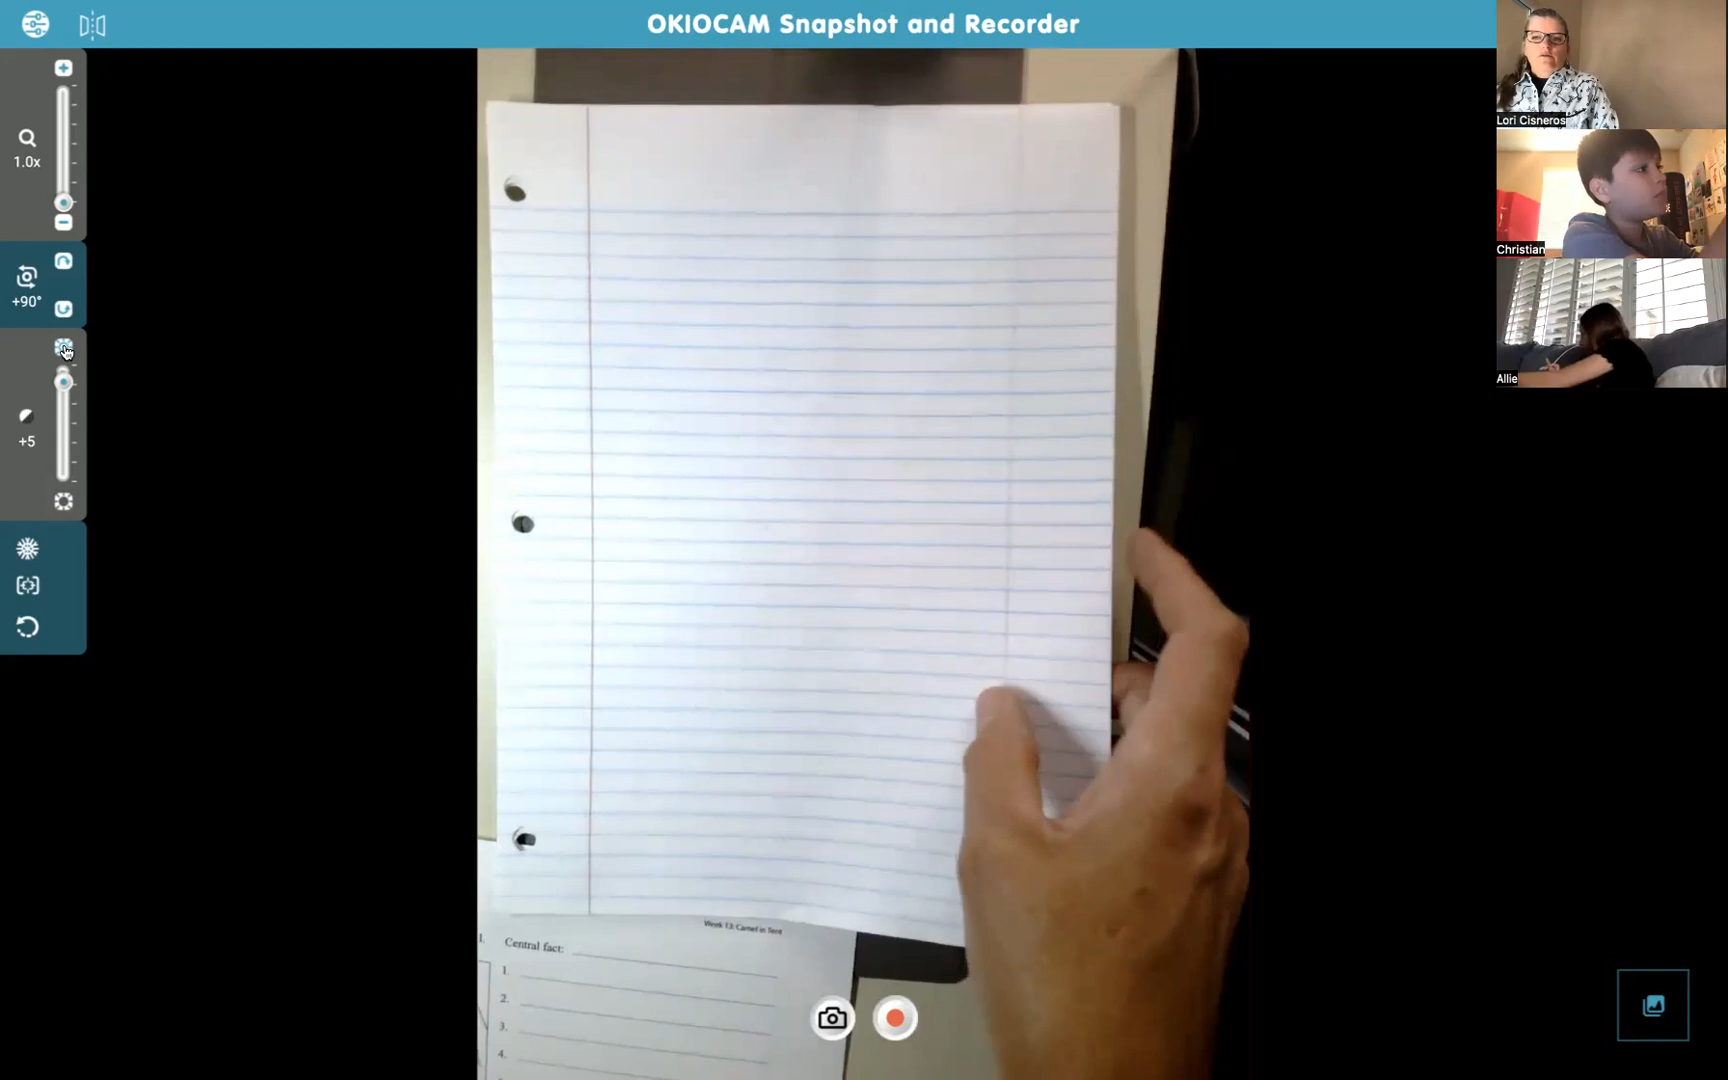 OKIOCAM Snapshot and Recorder
Lori Cisneros
1.0x
Christian
+90°
Allie
+5
Week 13: Camel in Tent
I. Central fact:
1.
2.
3.
4.